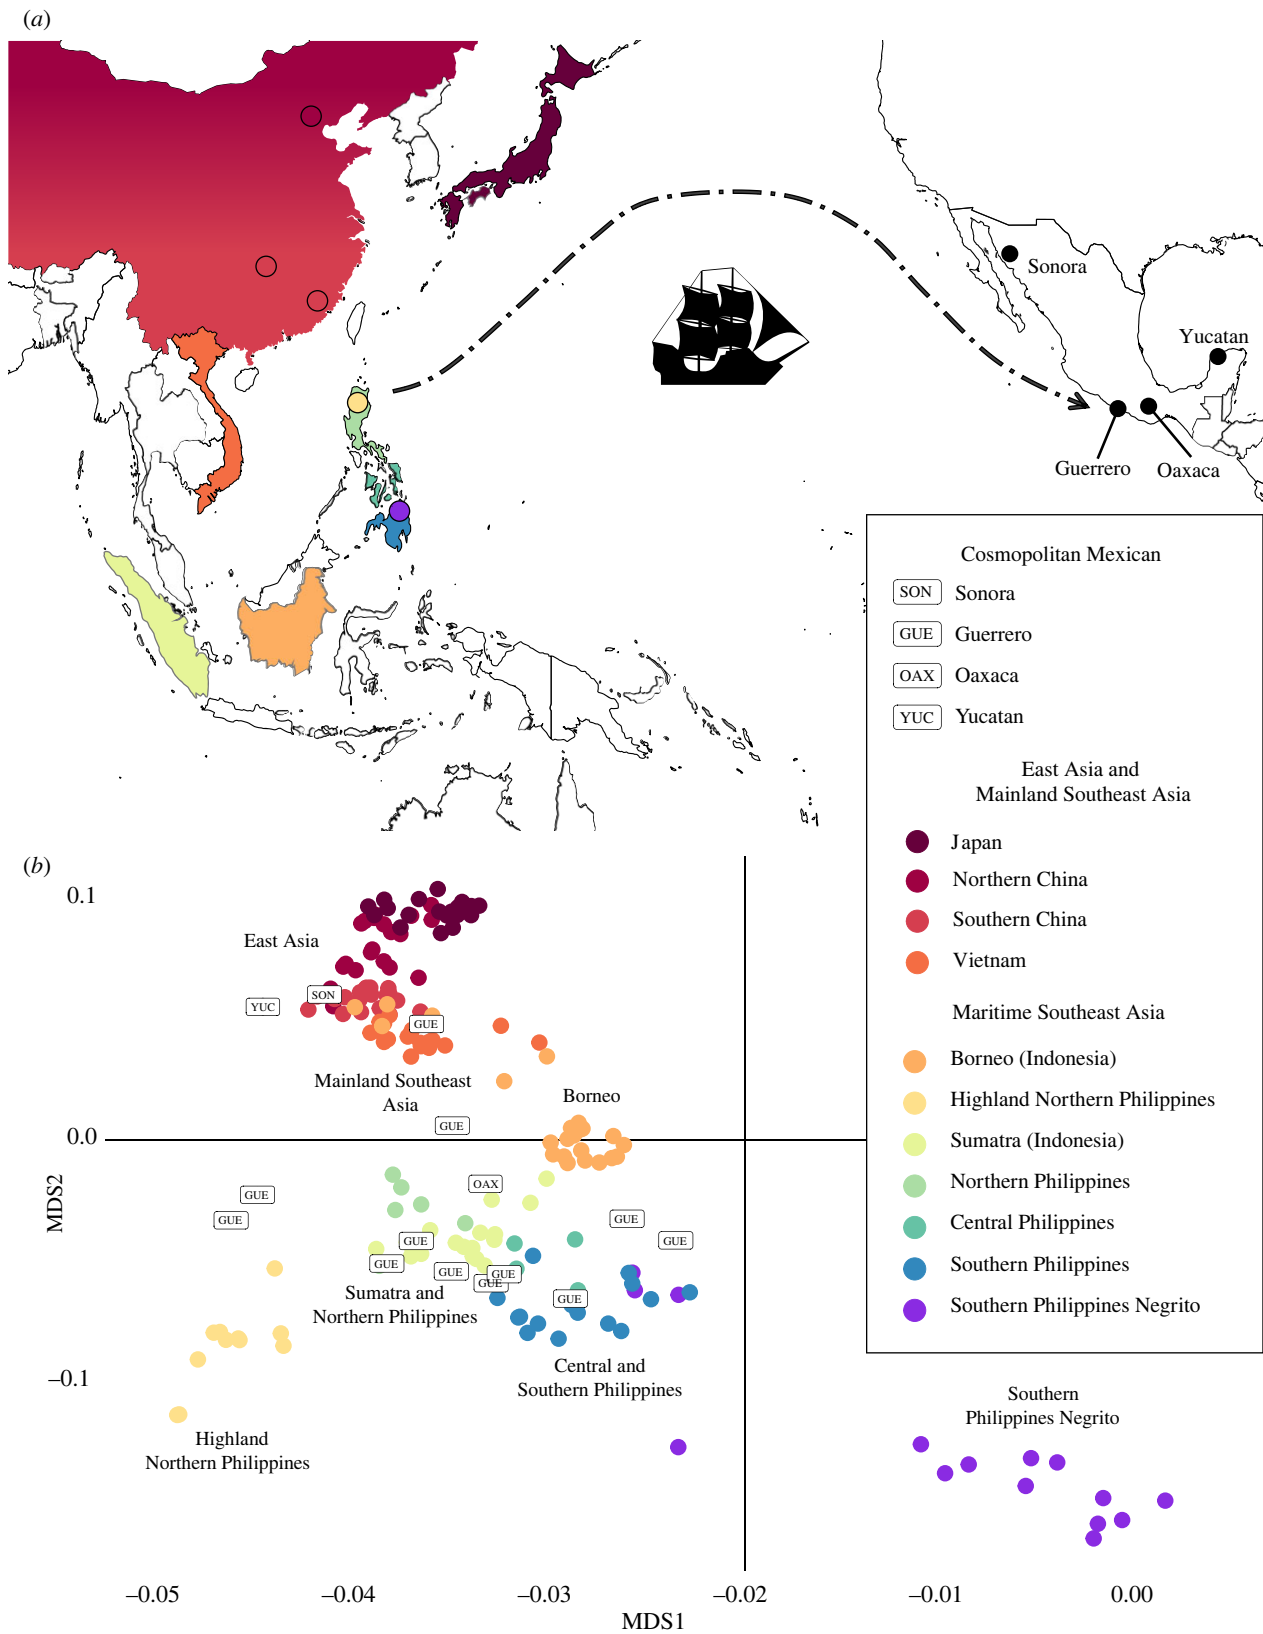 (a)
Sonora
Yucatan
Guerrero
Oaxaca
Cosmopolitan Mexican
SON Sonora
GUE Guerrero
OAX Oaxaca
YUC Yucatan
East Asia and
Mainland Southeast Asia
Japan
Northern China
Southern China
Vietnam
Maritime Southeast Asia
Borneo (Indonesia)
Highland Northern Philippines
Sumatra (Indonesia)
Northern Philippines
Central Philippines
Southern Philippines
Southern Philippines Negrito
(b)
0.1
East Asia
SON
YUC
GUE
Mainland Southeast
Asia
Borneo
GUE
0.0
OAX
GUE
GUE
GUE
GUE
GUE
GUE
GUE
GUE
GUE
GUE
Sumatra and
Northern Philippines
MDS2
Central and
Southern Philippines
–0.1
Southern
Philippines Negrito
Highland
Northern Philippines
–0.05
–0.04
–0.03
–0.02
–0.01
0.00
MDS1